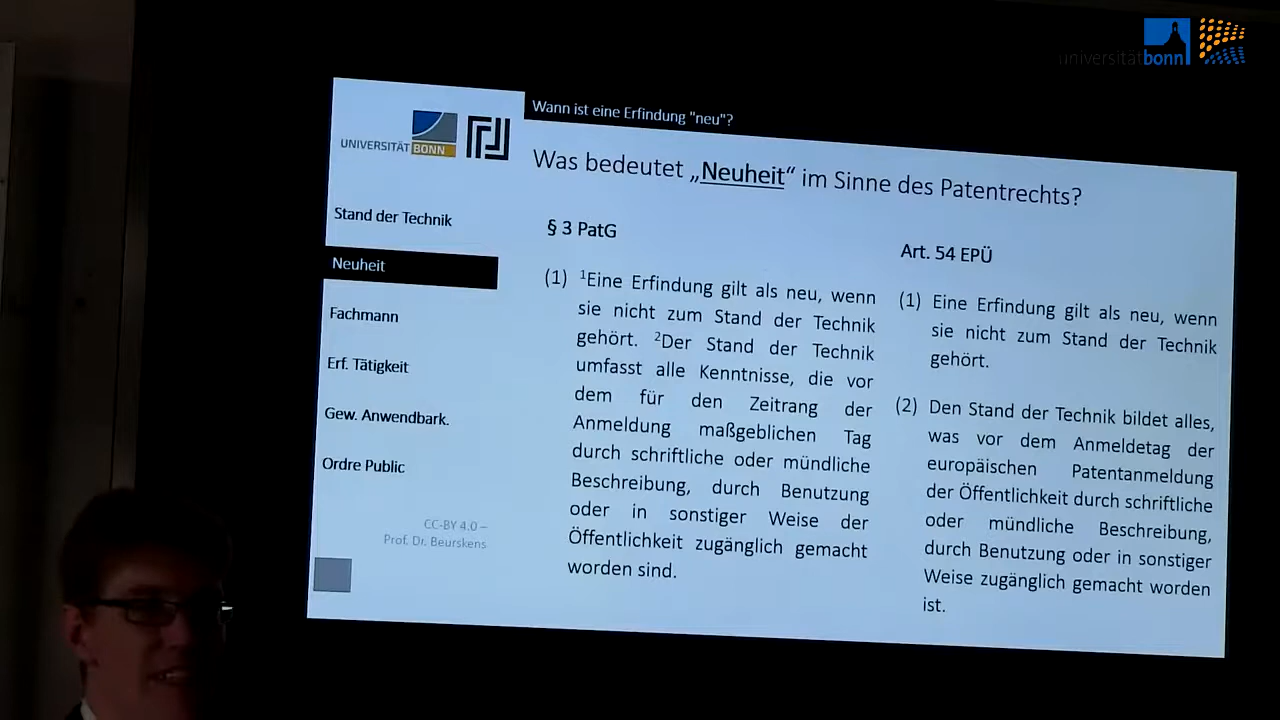 universitätbonn
Wann ist eine Erfindung "neu"?
UNIVERSITÄT BONN
Was bedeutet „Neuheit“ im Sinne des Patentrechts?
Stand der Technik
Neuheit
Fachmann
Erf. Tätigkeit
Gew. Anwendbark.
Ordre Public
CC-BY 4.0 –
Prof. Dr. Beurskens
§ 3 PatG
(1) ¹Eine Erfindung gilt als neu, wenn
sie nicht zum Stand der Technik
gehört. ²Der Stand der Technik
umfasst alle Kenntnisse, die vor
dem für den Zeitrang der
Anmeldung maßgeblichen Tag
durch schriftliche oder mündliche
Beschreibung, durch Benutzung
oder in sonstiger Weise der
Öffentlichkeit zugänglich gemacht
worden sind.
Art. 54 EPÜ
(1) Eine Erfindung gilt als neu, wenn
sie nicht zum Stand der Technik
gehört.
(2) Den Stand der Technik bildet alles,
was vor dem Anmeldetag der
europäischen Patentanmeldung
der Öffentlichkeit durch schriftliche
oder mündliche Beschreibung,
durch Benutzung oder in sonstiger
Weise zugänglich gemacht worden
ist.